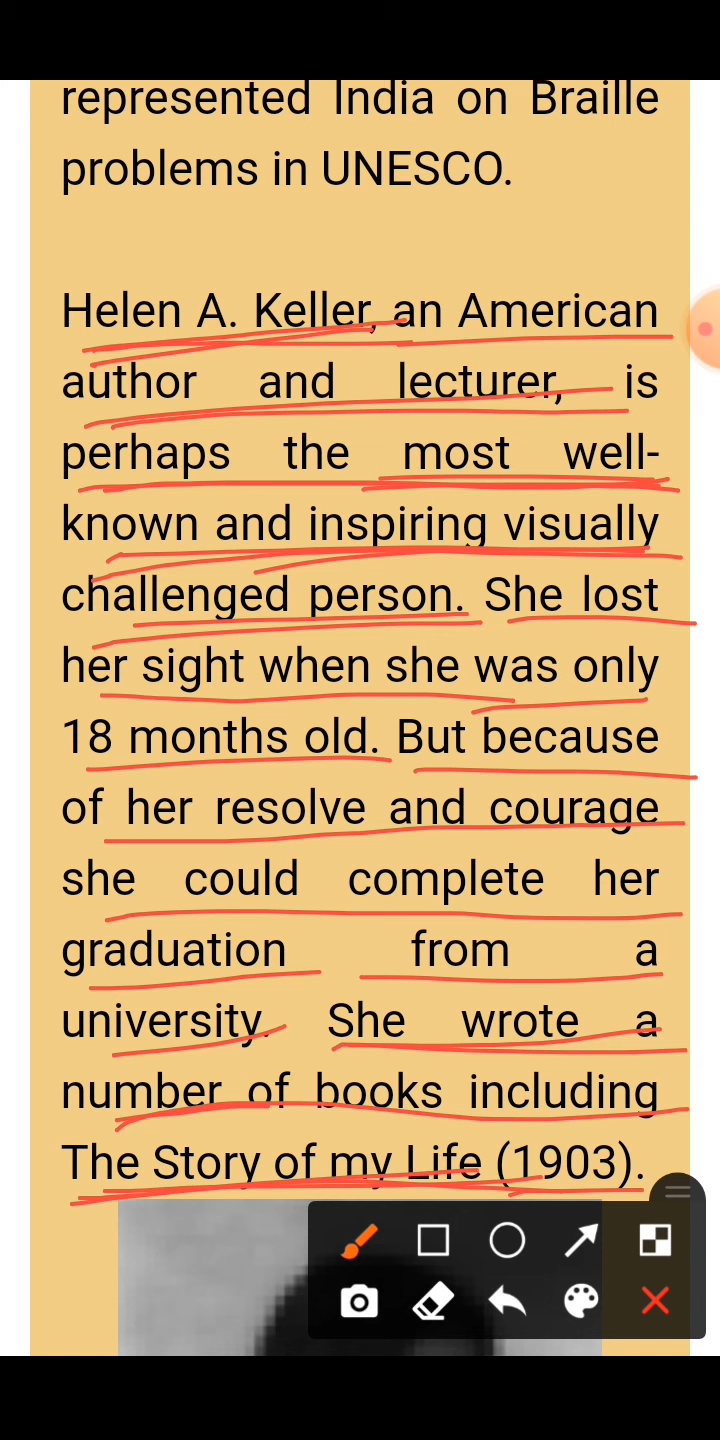 represented India on Braille
problems in UNESCO.
Helen A. Keller, an American
author and lecturer, is
perhaps the most well-
known and inspiring visually
challenged person. She lost
her sight when she was only
18 months old. But because
of her resolve and courage
she could complete her
graduation from a
university. She wrote a
number of books including
The Story of my Life (1903).